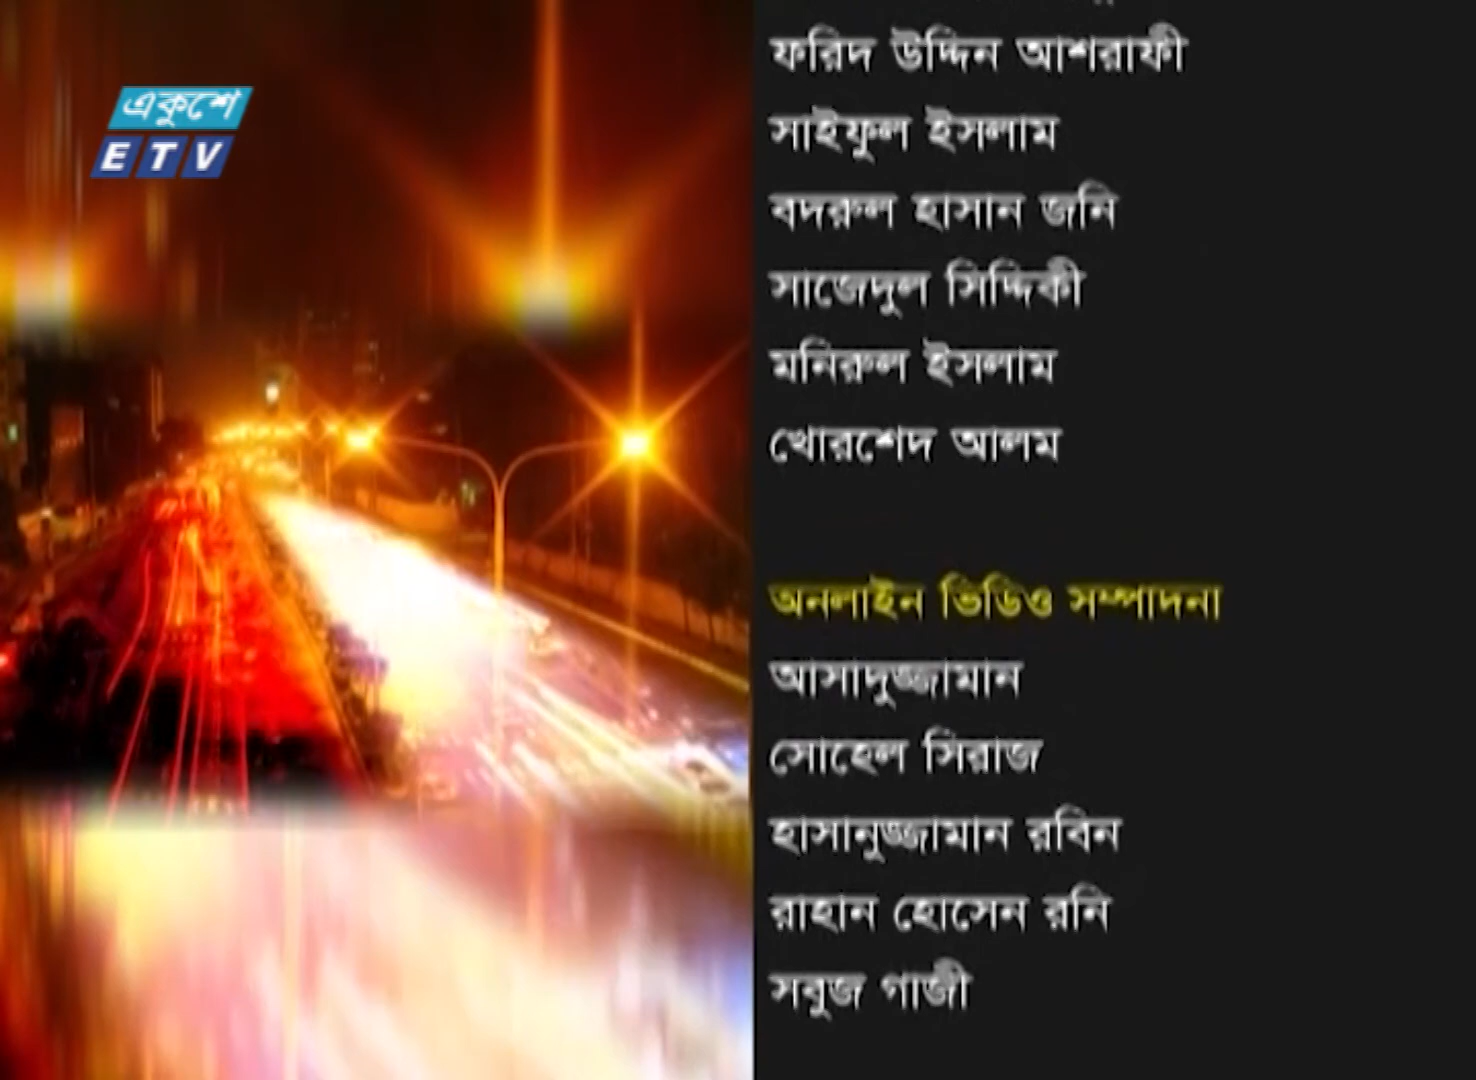 একুশে
ETV
ফরিদ উদ্দিন আশরাফী
সাইফুল ইসলাম
বদরুল হাসান জনি
সাজেদুল সিদ্দিকী
মনিরুল ইসলাম
খোরশেদ আলম
অনলাইন ভিডিও সম্পাদনা
আসাদুজ্জামান
সোহেল সিরাজ
হাসানুজ্জামান রবিন
রাহান হোসেন রনি
সবুজ গাজী